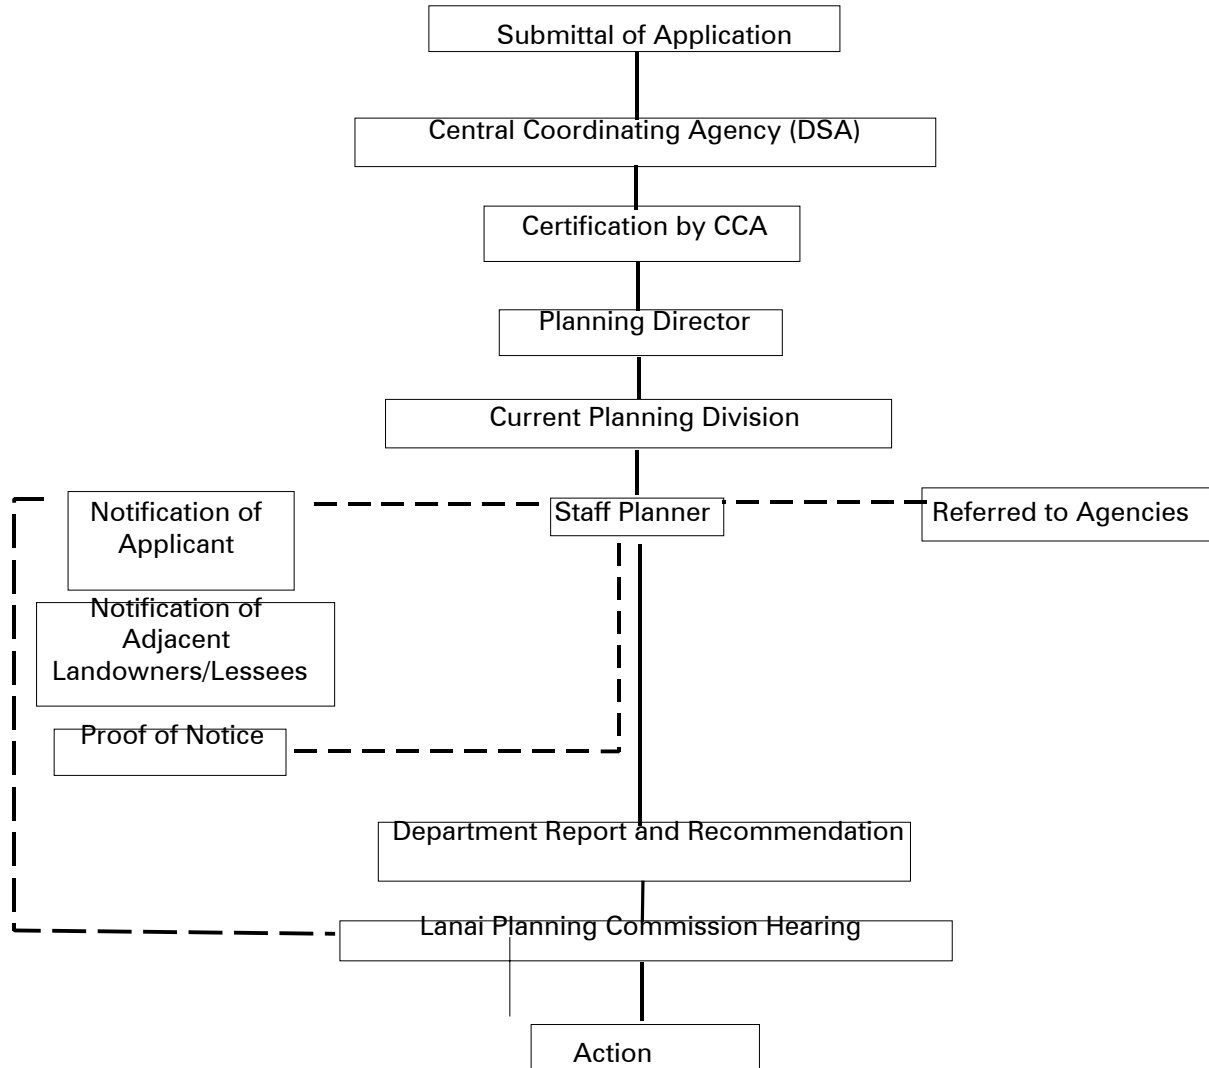 Submittal of Application
Central Coordinating Agency (DSA)
Certification by CCA
Planning Director
Current Planning Division
Notification of
Applicant
Staff Planner
Referred to Agencies
Notification of
Adjacent
Landowners/Lessees
Proof of Notice
Department Report and Recommendation
Lanai Planning Commission Hearing
Action